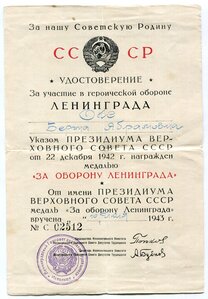 За нашу Советскую Родину
СССР
УДОСТОВЕРЕНИЕ
За участие в героической обороне
ЛЕНИНГРАДА
Берта Абрамовна
Указом ПРЕЗИДИУМА ВЕР-
ХОВНОГО СОВЕТА СССР
от 22 декабря 1942 г. награжден
медалью
«ЗА ОБОРОНУ ЛЕНИНГРАДА»
От имени ПРЕЗИДИУМА
ВЕРХОВНОГО СОВЕТА СССР
медаль «За оборону Ленинграда»
вручена 1943 г.
№ С 02512